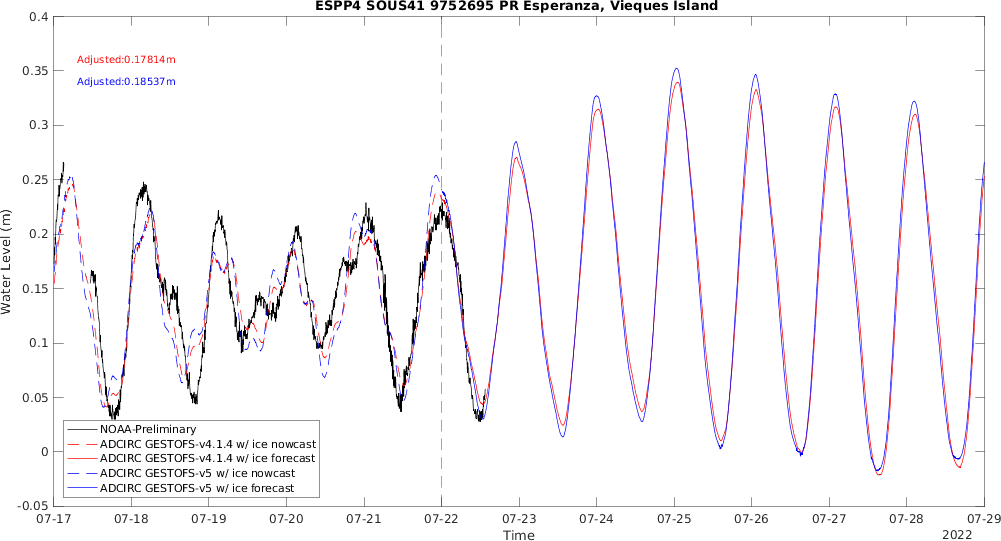 ESPP4 SOUS41 9752695 PR Esperanza, Vieques Island
0.4
0.35
0.3
0.25
0.2
0.15
0.1
0.05
0
-0.05
Water Level (m)
Adjusted:0.17814m
Adjusted:0.18537m
NOAA-Preliminary
ADCIRC GESTOFS-v4.1.4 w/ ice nowcast
ADCIRC GESTOFS-v4.1.4 w/ ice forecast
ADCIRC GESTOFS-v5 w/ ice nowcast
ADCIRC GESTOFS-v5 w/ ice forecast
07-17 07-18 07-19 07-20 07-21 07-22 07-23 07-24 07-25 07-26 07-27 07-28 07-29
Time
2022